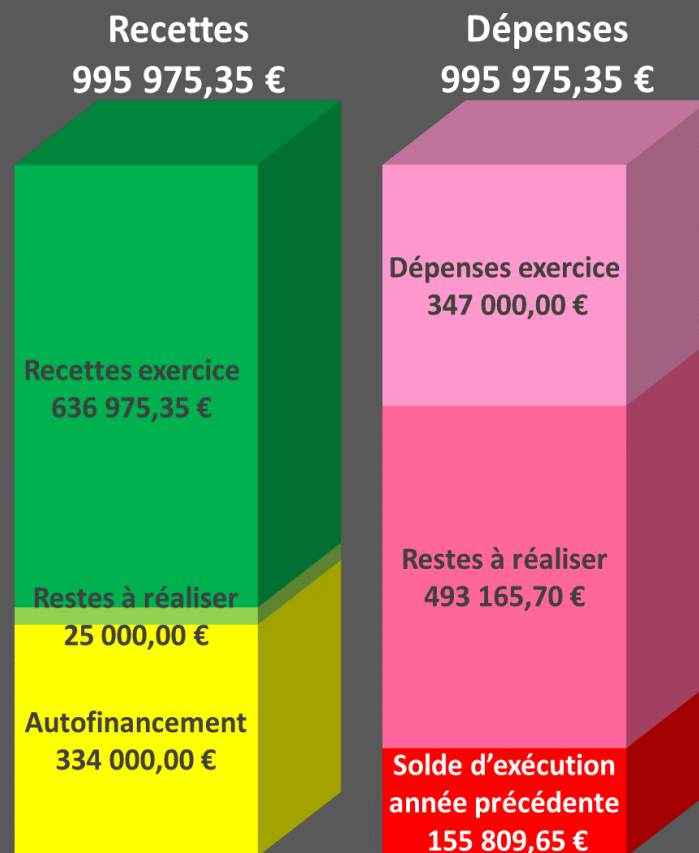 Recettes
995 975,35 €
Recettes exercice
636 975,35 €
Restes à réaliser
25 000,00 €
Autofinancement
334 000,00 €
Dépenses
995 975,35 €
Dépenses exercice
347 000,00 €
Restes à réaliser
493 165,70 €
Solde d’exécution
année précédente
155 809,65 €